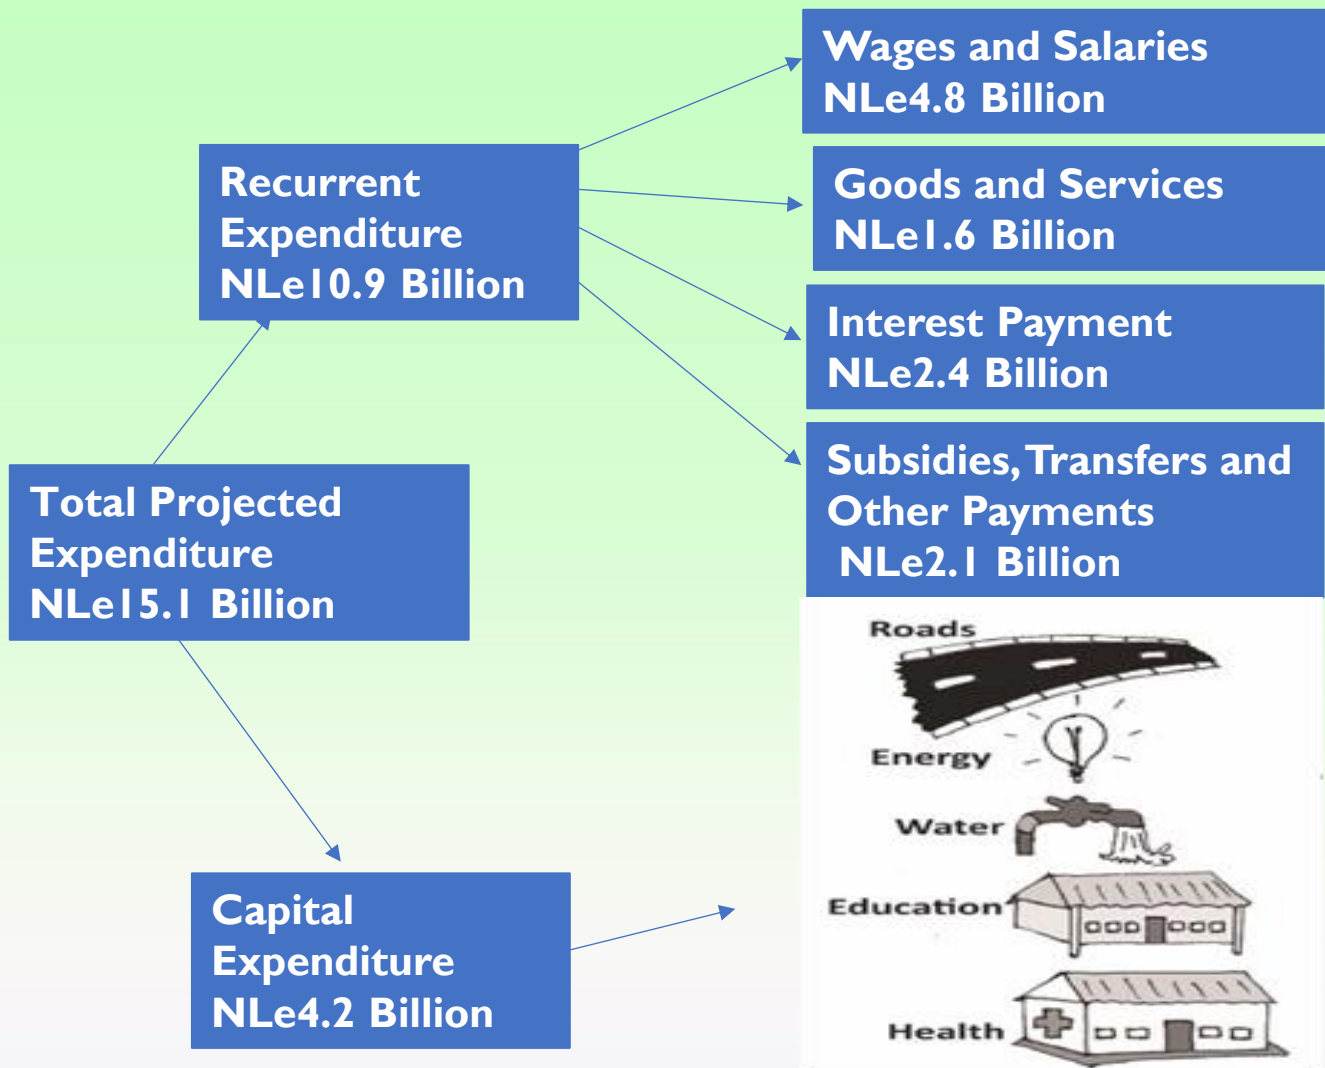 Wages and Salaries
NLe4.8 Billion
Recurrent
Expenditure
NLe10.9 Billion
Goods and Services
NLe1.6 Billion
Interest Payment
NLe2.4 Billion
Subsidies, Transfers and
Other Payments
NLe2.1 Billion
Total Projected
Expenditure
NLe15.1 Billion
Capital
Expenditure
NLe4.2 Billion
Roads
Energy
Water
Education
Health